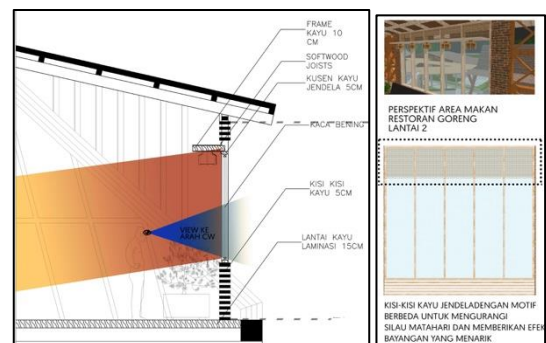 FRAME
KAYU 10
CM
SOFTWOOD
JOISTS
KUSEN KAYU
JENDELA 5CM
KACA BENING
KISI KISI
KAYU 5CM
VIEW KE
ARAH CW
LANTAI KAYU
LAMINASI 15CM
PERSPEKTIF AREA MAKAN
RESTORAN GORENG
LANTAI 2
KISI-KISI KAYU JENDELADENGAN MOTIF
BERBEDA UNTUK MENGURANGI
SILAU MATAHARI DAN MEMBERIKAN EFEK
BAYANGAN YANG MENARIK